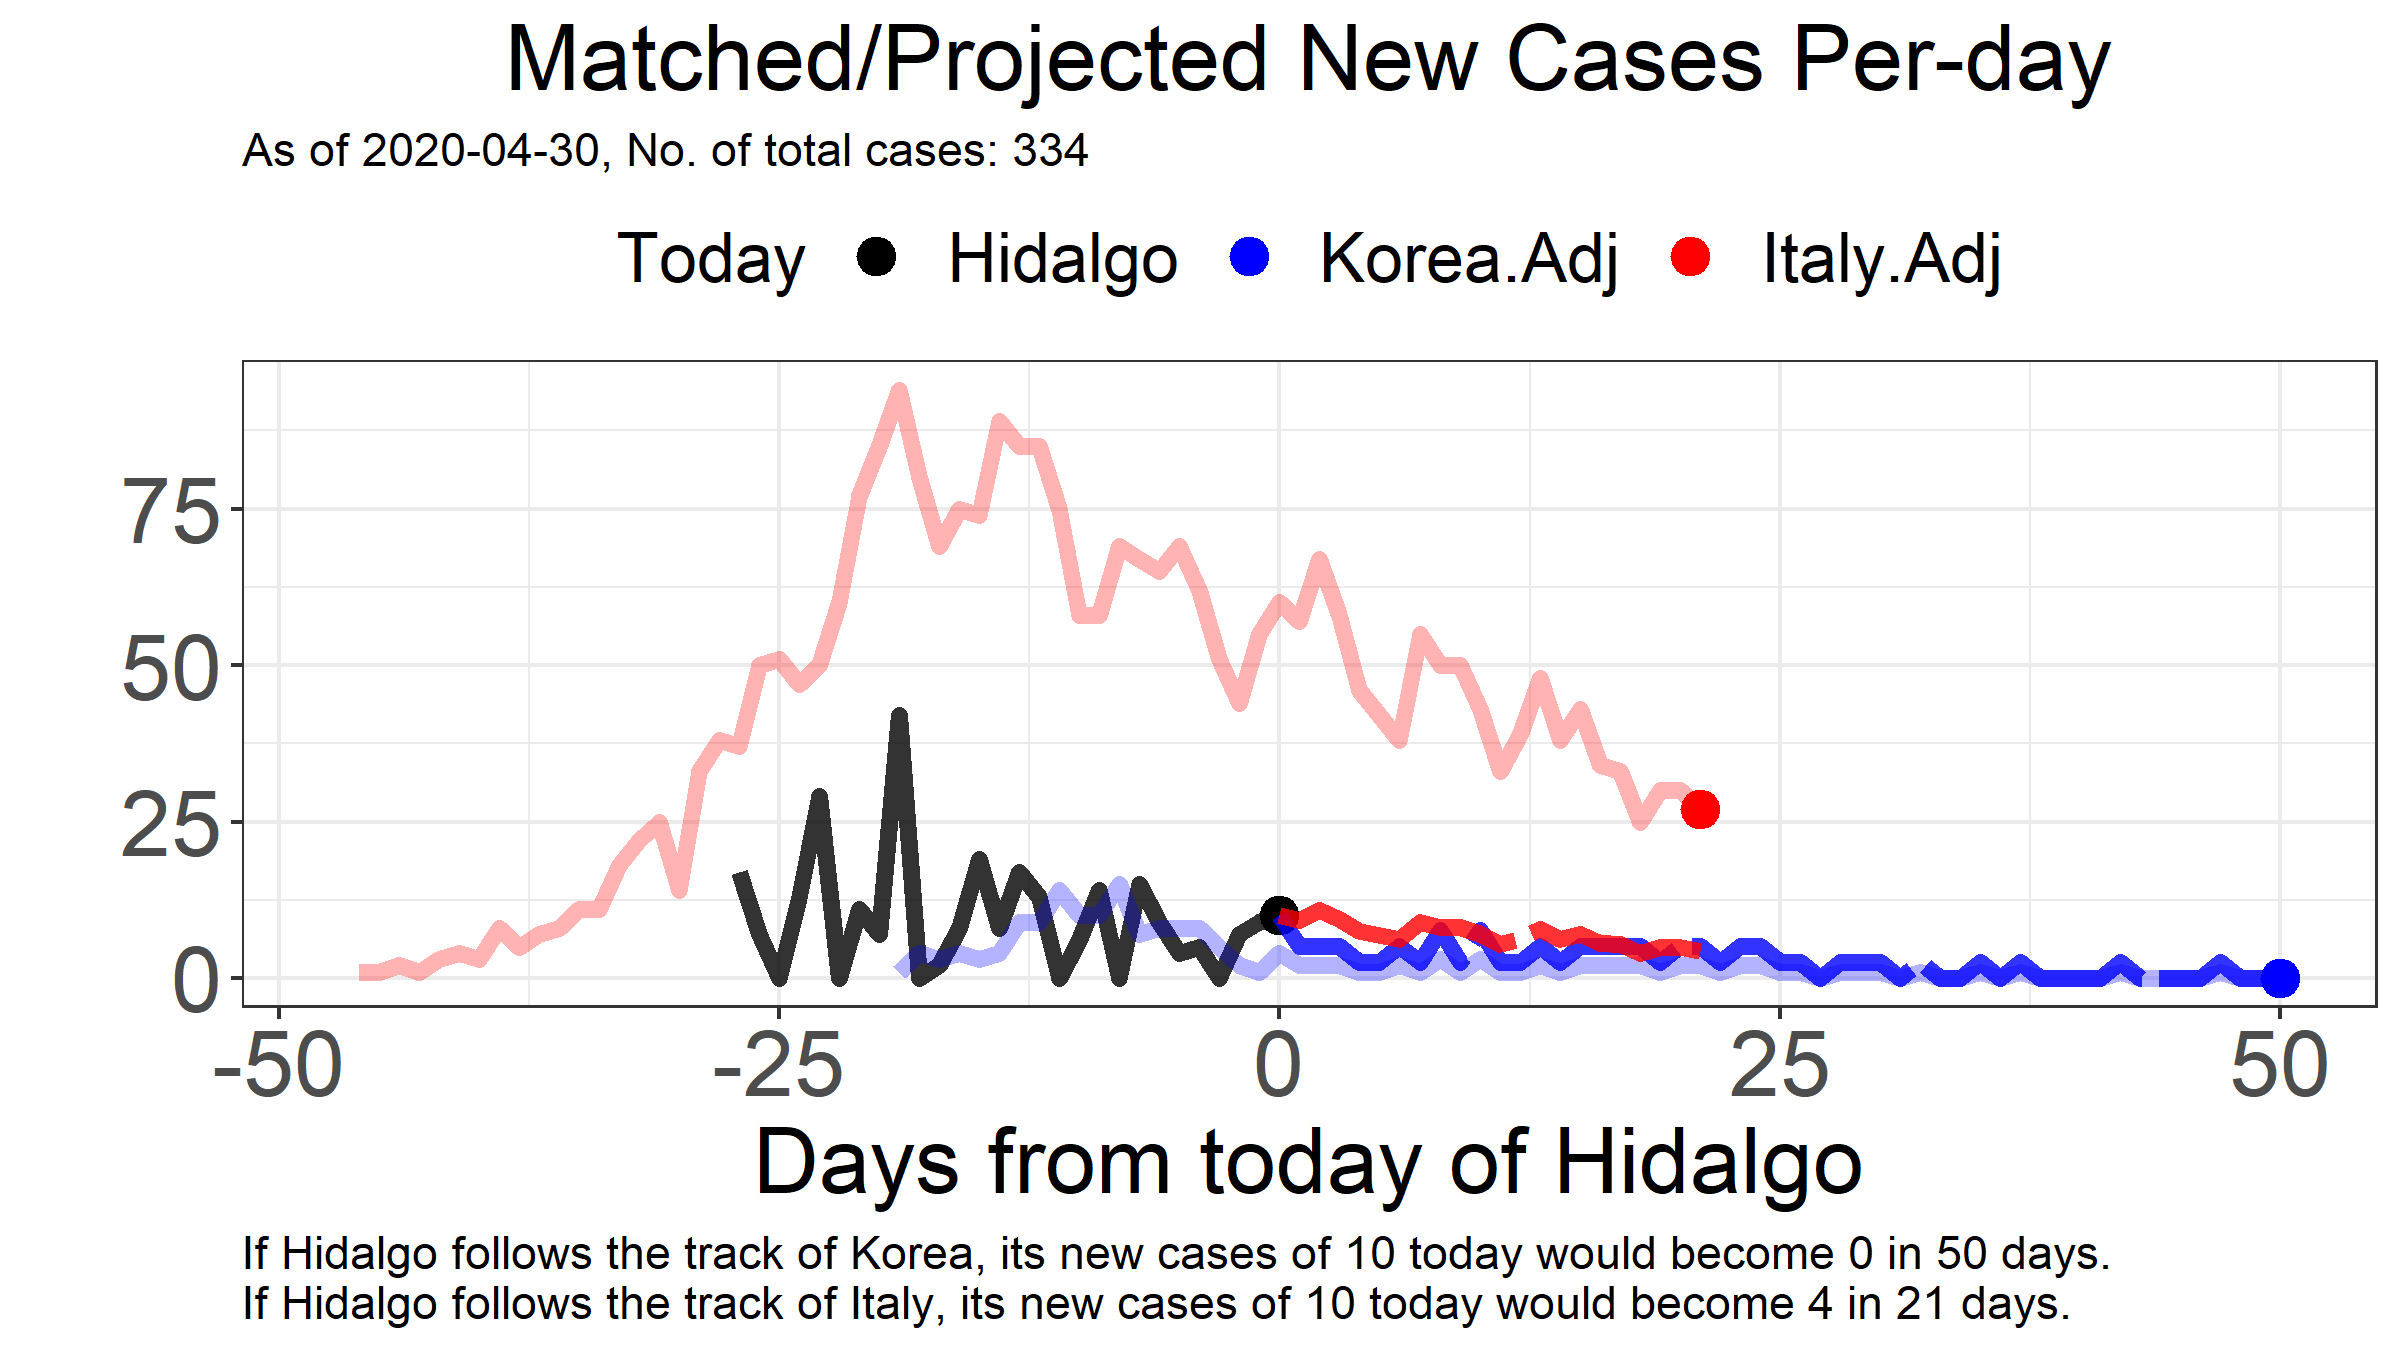 Matched/Projected New Cases Per-day
As of 2020-04-30, No. of total cases: 334
Today Hidalgo Korea.Adj Italy.Adj
75
50
25
0
-50 -25 0 25 50
Days from today of Hidalgo
If Hidalgo follows the track of Korea, its new cases of 10 today would become 0 in 50 days.
If Hidalgo follows the track of Italy, its new cases of 10 today would become 4 in 21 days.